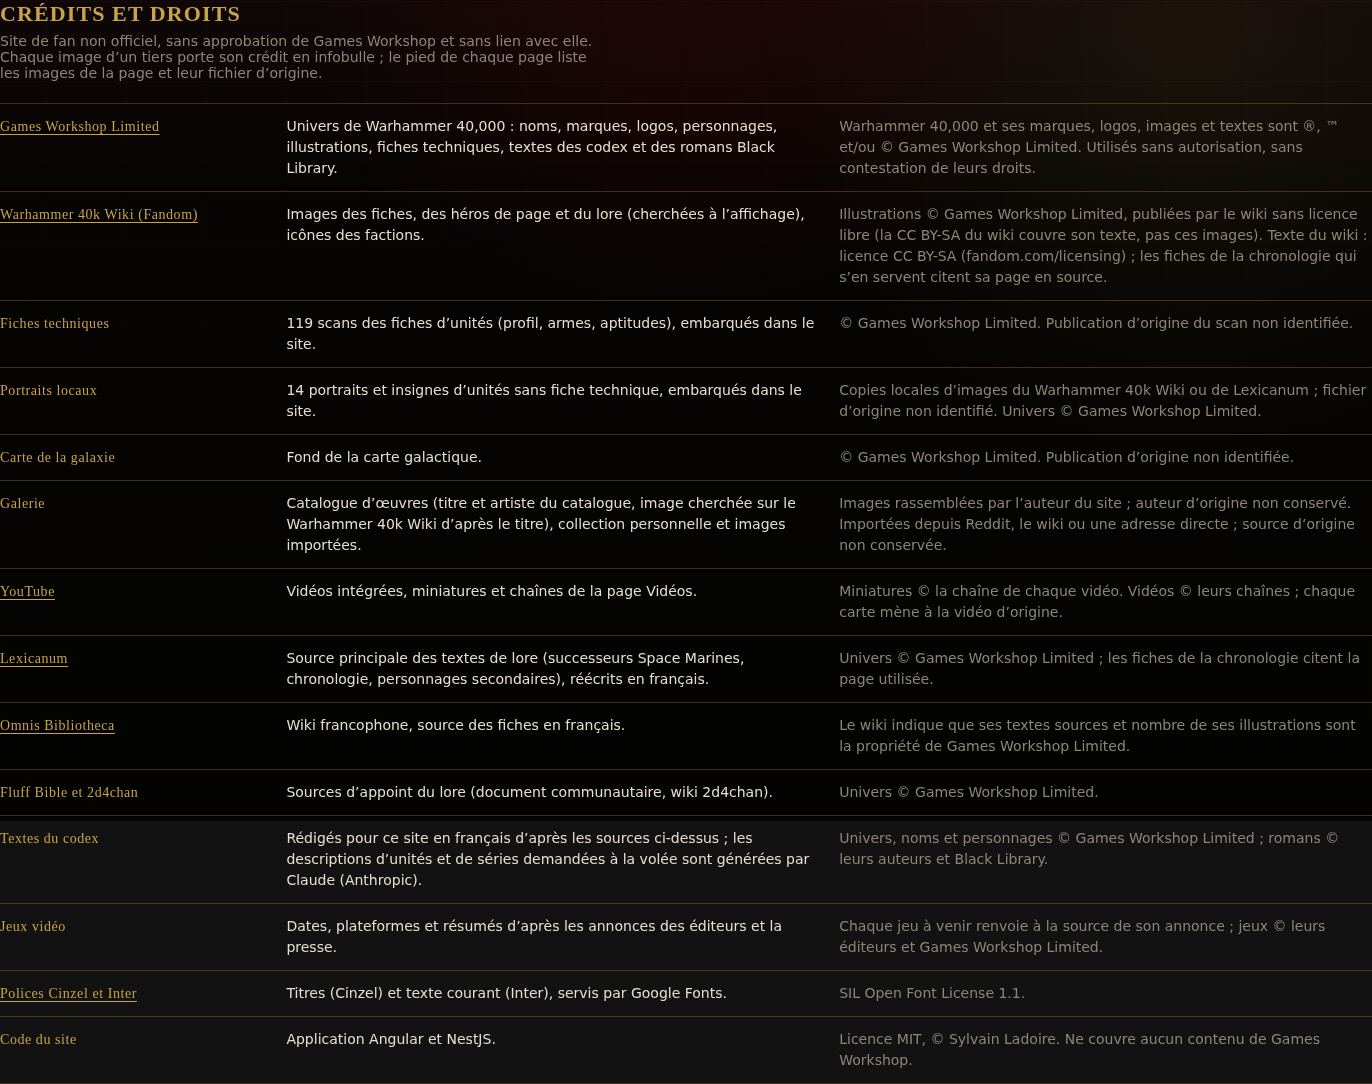 CRÉDITS ET DROITS
Site de fan non officiel, sans approbation de Games Workshop et sans lien avec elle.
Chaque image d’un tiers porte son crédit en infobulle ; le pied de chaque page liste
les images de la page et leur fichier d’origine.
Games Workshop Limited
Univers de Warhammer 40,000 : noms, marques, logos, personnages,
illustrations, fiches techniques, textes des codex et des romans Black
Library.
Warhammer 40,000 et ses marques, logos, images et textes sont ®, ™
et/ou © Games Workshop Limited. Utilisés sans autorisation, sans
contestation de leurs droits.
Warhammer 40k Wiki (Fandom)
Images des fiches, des héros de page et du lore (cherchées à l’affichage),
icônes des factions.
Illustrations © Games Workshop Limited, publiées par le wiki sans licence
libre (la CC BY-SA du wiki couvre son texte, pas ces images). Texte du wiki :
licence CC BY-SA (fandom.com/licensing) ; les fiches de la chronologie qui
s’en servent citent sa page en source.
Fiches techniques
119 scans des fiches d’unités (profil, armes, aptitudes), embarqués dans le
site.
© Games Workshop Limited. Publication d’origine du scan non identifiée.
Portraits locaux
14 portraits et insignes d’unités sans fiche technique, embarqués dans le
site.
Copies locales d’images du Warhammer 40k Wiki ou de Lexicanum ; fichier
d’origine non identifié. Univers © Games Workshop Limited.
Carte de la galaxie
Fond de la carte galactique.
© Games Workshop Limited. Publication d’origine non identifiée.
Galerie
Catalogue d’œuvres (titre et artiste du catalogue, image cherchée sur le
Warhammer 40k Wiki d’après le titre), collection personnelle et images
importées.
Images rassemblées par l’auteur du site ; auteur d’origine non conservé.
Importées depuis Reddit, le wiki ou une adresse directe ; source d’origine
non conservée.
YouTube
Vidéos intégrées, miniatures et chaînes de la page Vidéos.
Miniatures © la chaîne de chaque vidéo. Vidéos © leurs chaînes ; chaque
carte mène à la vidéo d’origine.
Lexicanum
Source principale des textes de lore (successeurs Space Marines,
chronologie, personnages secondaires), réécrits en français.
Univers © Games Workshop Limited ; les fiches de la chronologie citent la
page utilisée.
Omnis Bibliotheca
Wiki francophone, source des fiches en français.
Le wiki indique que ses textes sources et nombre de ses illustrations sont
la propriété de Games Workshop Limited.
Fluff Bible et 2d4chan
Sources d’appoint du lore (document communautaire, wiki 2d4chan).
Univers © Games Workshop Limited.
Textes du codex
Rédigés pour ce site en français d’après les sources ci-dessus ; les
descriptions d’unités et de séries demandées à la volée sont générées par
Claude (Anthropic).
Univers, noms et personnages © Games Workshop Limited ; romans ©
leurs auteurs et Black Library.
Jeux vidéo
Dates, plateformes et résumés d’après les annonces des éditeurs et la
presse.
Chaque jeu à venir renvoie à la source de son annonce ; jeux © leurs
éditeurs et Games Workshop Limited.
Polices Cinzel et Inter
Titres (Cinzel) et texte courant (Inter), servis par Google Fonts.
SIL Open Font License 1.1.
Code du site
Application Angular et NestJS.
Licence MIT, © Sylvain Ladoire. Ne couvre aucun contenu de Games
Workshop.